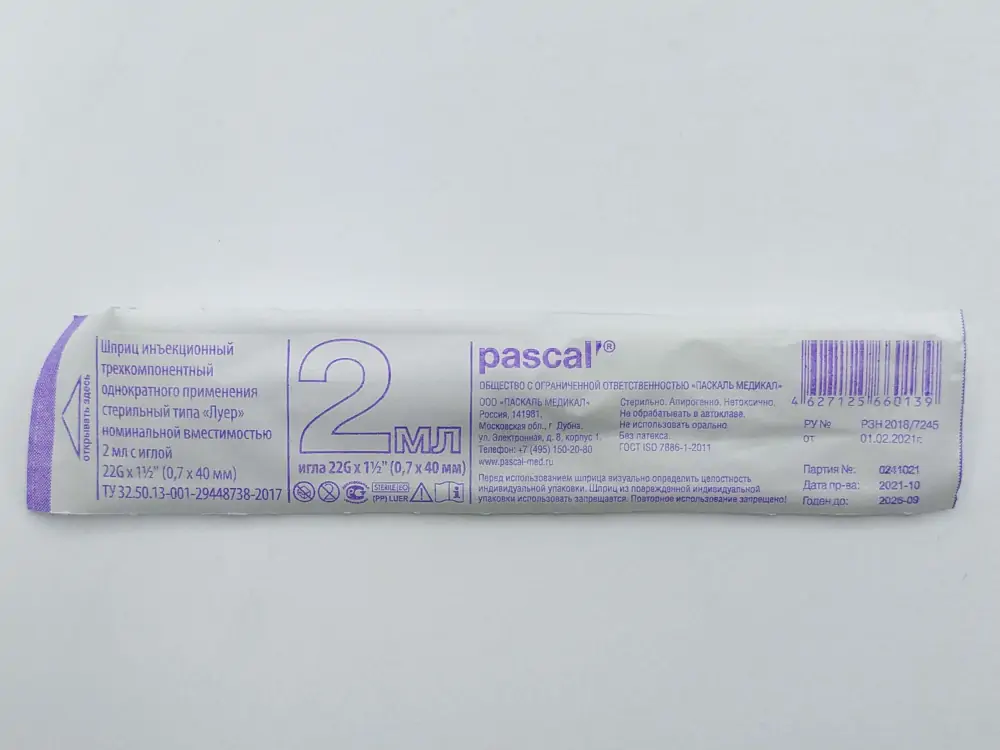 открывать здесь
Шприц инъекционный
трехкомпонентный
однократного применения
стерильный типа «Луер»
номинальной вместимостью
2 мл с иглой
22G x 1½" (0,7 x 40 мм)
ТУ 32.50.13-001-29448738-2017
2 мл
игла 22G x 1½" (0,7 x 40 мм)
2
STERILE EO
(PP) LUER
pascal®
ОБЩЕСТВО С ОГРАНИЧЕННОЙ ОТВЕТСТВЕННОСТЬЮ «ПАСКАЛЬ МЕДИКАЛ»
ООО «ПАСКАЛЬ МЕДИКАЛ»
Россия, 141981,
Московская обл., г. Дубна,
ул. Электронная, д. 8, корпус 1.
Телефон: +7 (495) 150-20-80
www.pascal-med.ru
Стерильно. Апирогенно. Нетоксично.
Не обрабатывать в автоклаве.
Не использовать орально.
Без латекса.
ГОСТ ISO 7886-1-2011
Перед использованием шприца визуально определить целостность
индивидуальной упаковки. Шприц из поврежденной индивидуальной
упаковки использовать запрещается. Повторное использование запрещено!
4 627125 660139
РУ № РЗН 2018/7245
от 01.02.2021г.
Партия №: 0241021
Дата пр-ва: 2021-10
Годен до: 2026-09